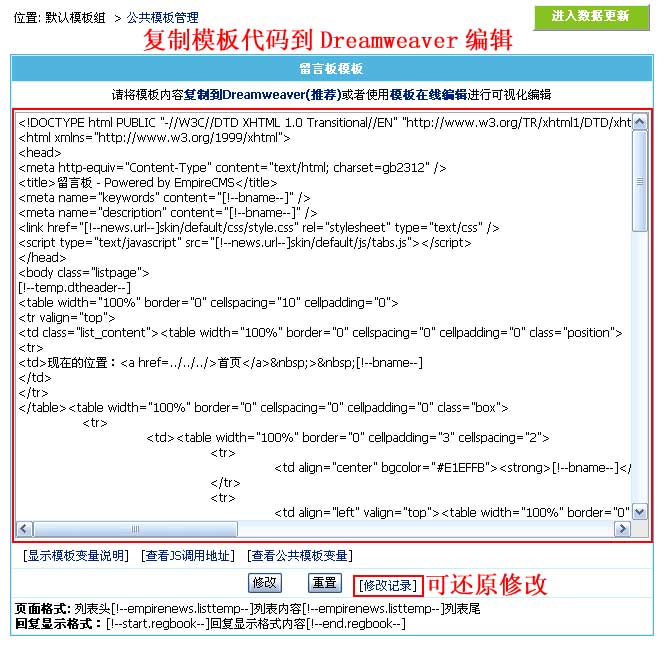 位置: 默认模板组 > 公共模板管理
进入数据更新
复制模板代码到 Dreamweaver 编辑
留言板模板
请将模板内容复制到Dreamweaver(推荐)或者使用模板在线编辑进行可视化编辑
<!DOCTYPE html PUBLIC "-//W3C//DTD XHTML 1.0 Transitional//EN" "http://www.w3.org/TR/xhtml1/DTD/xht
<html xmlns="http://www.w3.org/1999/xhtml">
<head>
<meta http-equiv="Content-Type" content="text/html; charset=gb2312" />
<title>留言板 - Powered by EmpireCMS</title>
<meta name="keywords" content="[!--bname--]" />
<meta name="description" content="[!--bname--]" />
<link href="[!--news.url--]skin/default/css/style.css" rel="stylesheet" type="text/css" />
<script type="text/javascript" src="[!--news.url--]skin/default/js/tabs.js"></script>
</head>
<body class="listpage">
[!--temp.dtheader--]
<table width="100%" border="0" cellspacing="10" cellpadding="0">
<tr valign="top">
<td class="list_content"><table width="100%" border="0" cellspacing="0" cellpadding="0" class="position">
<tr>
<td>现在的位置：<a href=../../../>首页</a>&nbsp;>&nbsp;[!--bname--]
</td>
</tr>
</table><table width="100%" border="0" cellspacing="0" cellpadding="0" class="box">
<tr>
<td><table width="100%" border="0" cellpadding="3" cellspacing="2">
<tr>
<td align="center" bgcolor="#E1EFFB"><strong>[!--bname--]</
</tr>
<tr>
<td align="left" valign="top"><table width="100%" border="0"
[显示模板变量说明] [查看JS调用地址] [查看公共模板变量]
修改 重置 [修改记录] 可还原修改
页面格式: 列表头[!--empirenews.listtemp--]列表内容[!--empirenews.listtemp--]列表尾
回复显示格式：[!--start.regbook--]回复显示格式内容[!--end.regbook--]